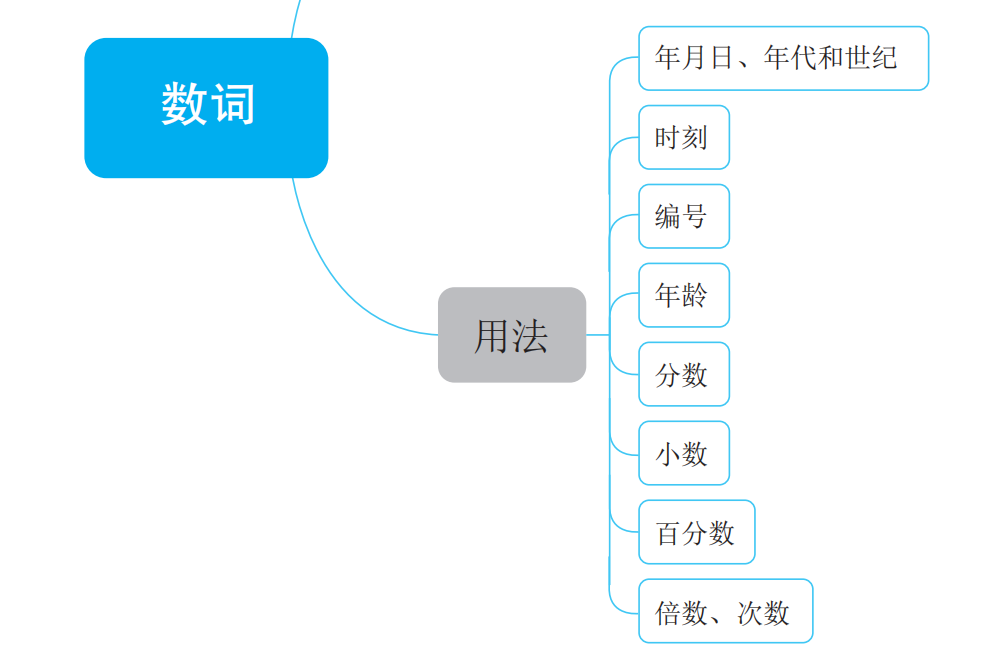 数词
用法
年月日、年代和世纪
时刻
编号
年龄
分数
小数
百分数
倍数、次数